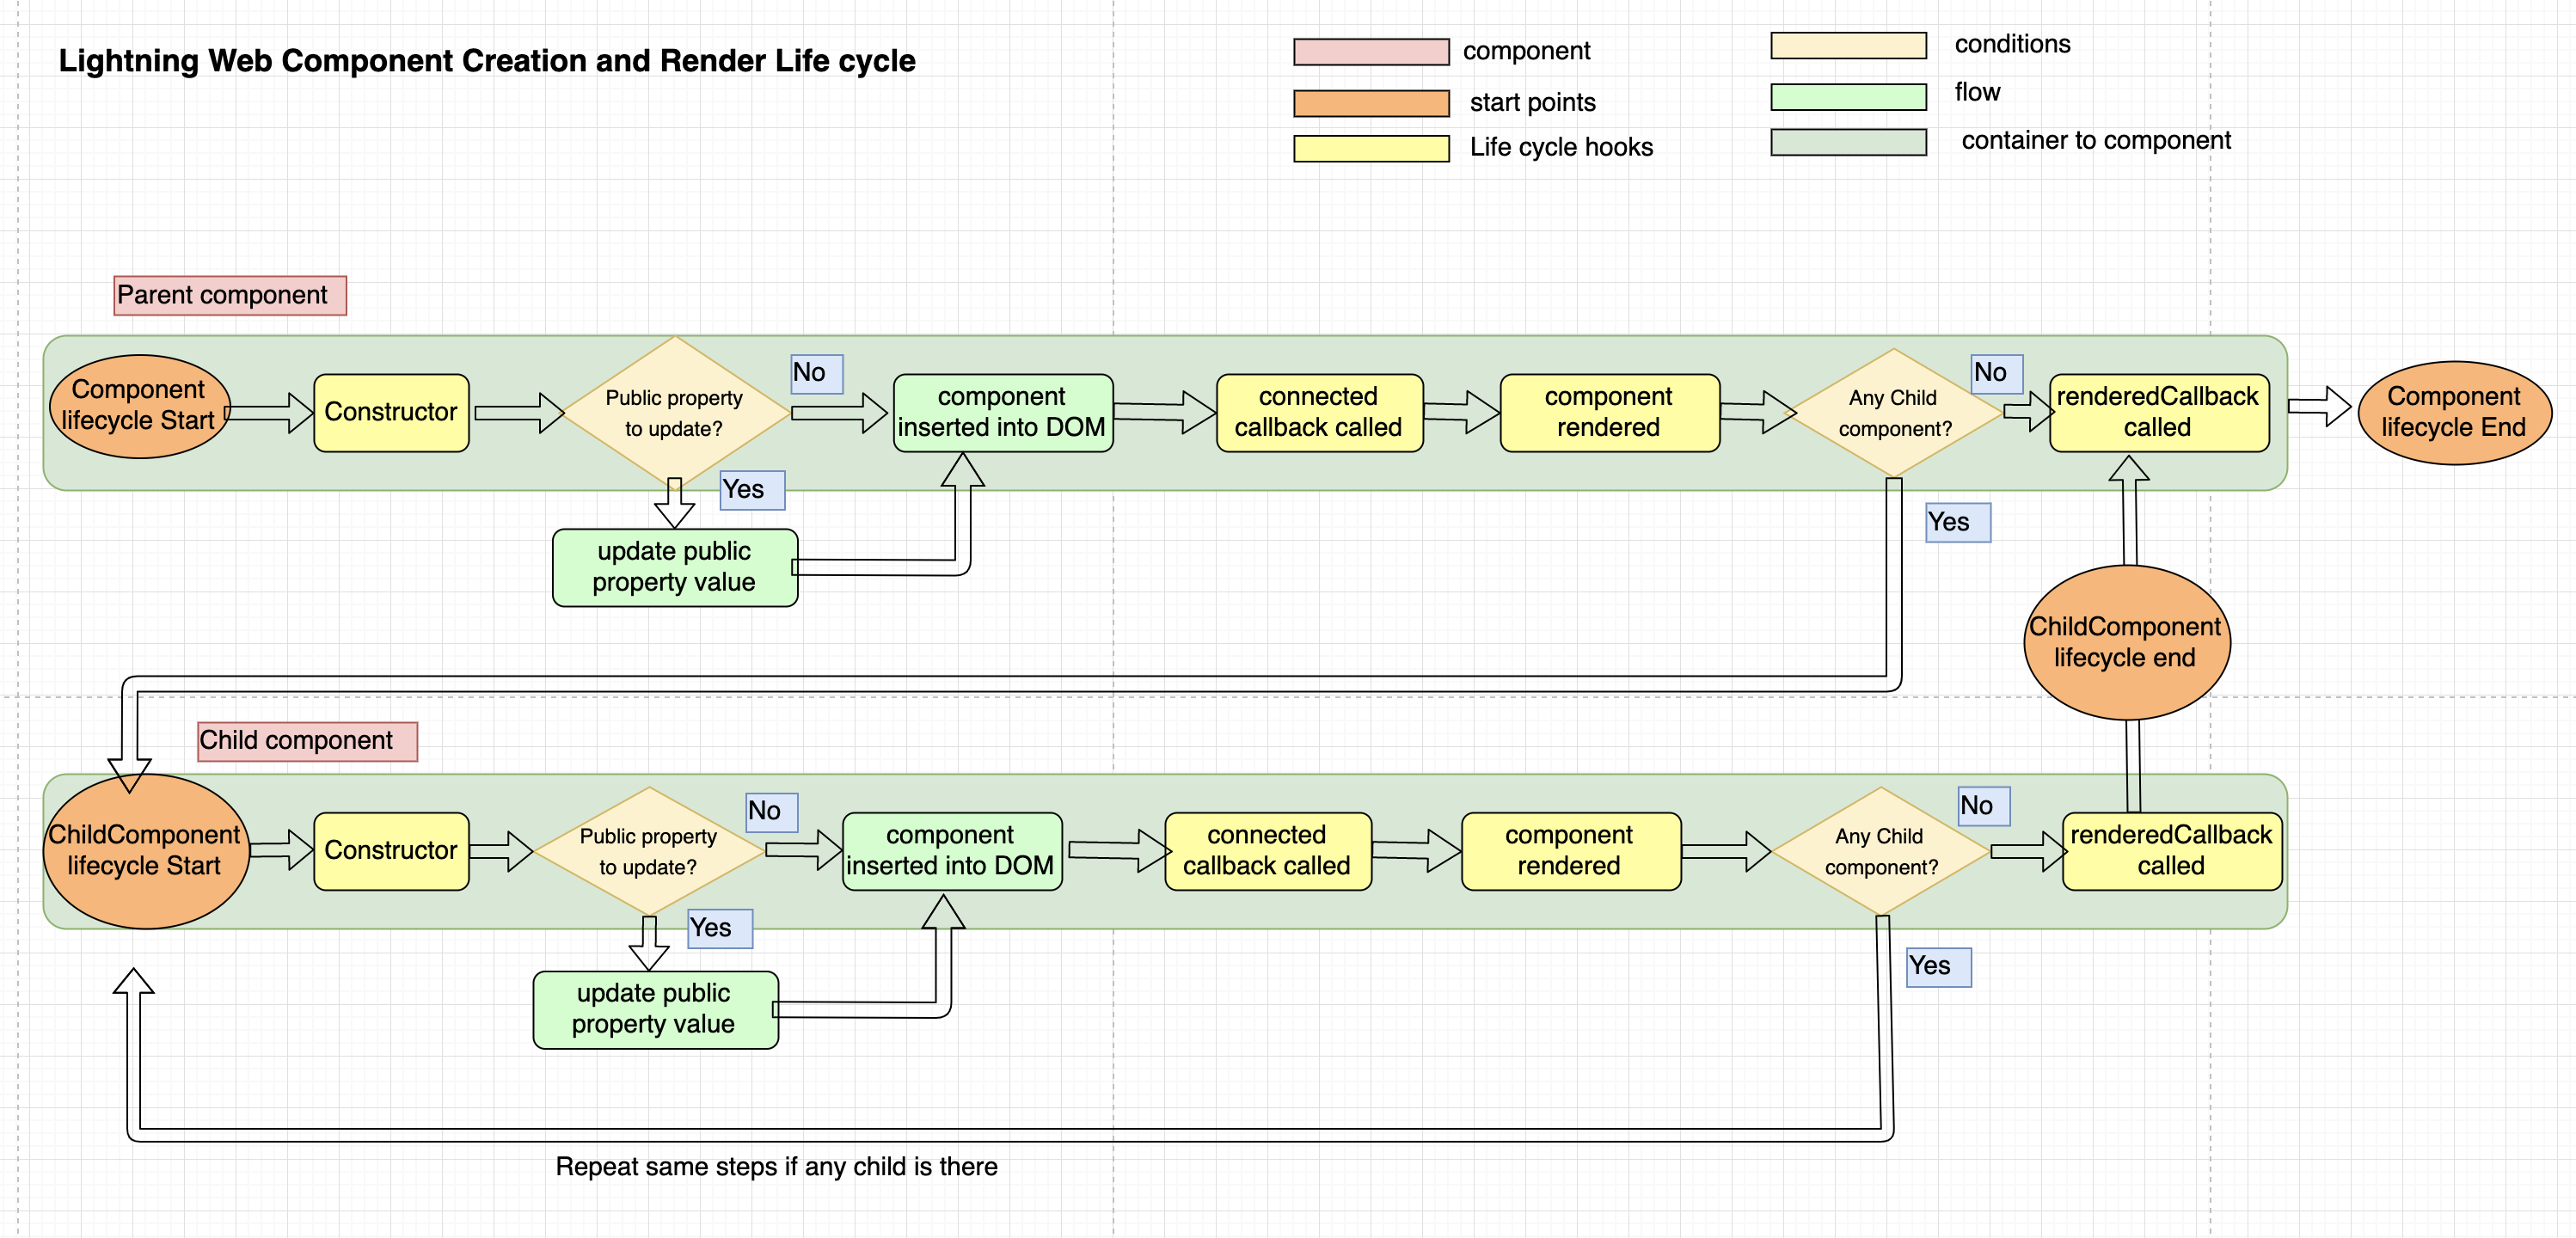 Lightning Web Component Creation and Render Life cycle
component
conditions
start points
flow
Life cycle hooks
container to component
Parent component
Component
lifecycle Start
Constructor
Public property
to update?
No
Yes
update public
property value
component
inserted into DOM
connected
callback called
component
rendered
Any Child
component?
No
Yes
renderedCallback
called
Component
lifecycle End
ChildComponent
lifecycle end
Child component
ChildComponent
lifecycle Start
Constructor
Public property
to update?
No
Yes
update public
property value
component
inserted into DOM
connected
callback called
component
rendered
Any Child
component?
No
Yes
renderedCallback
called
Repeat same steps if any child is there